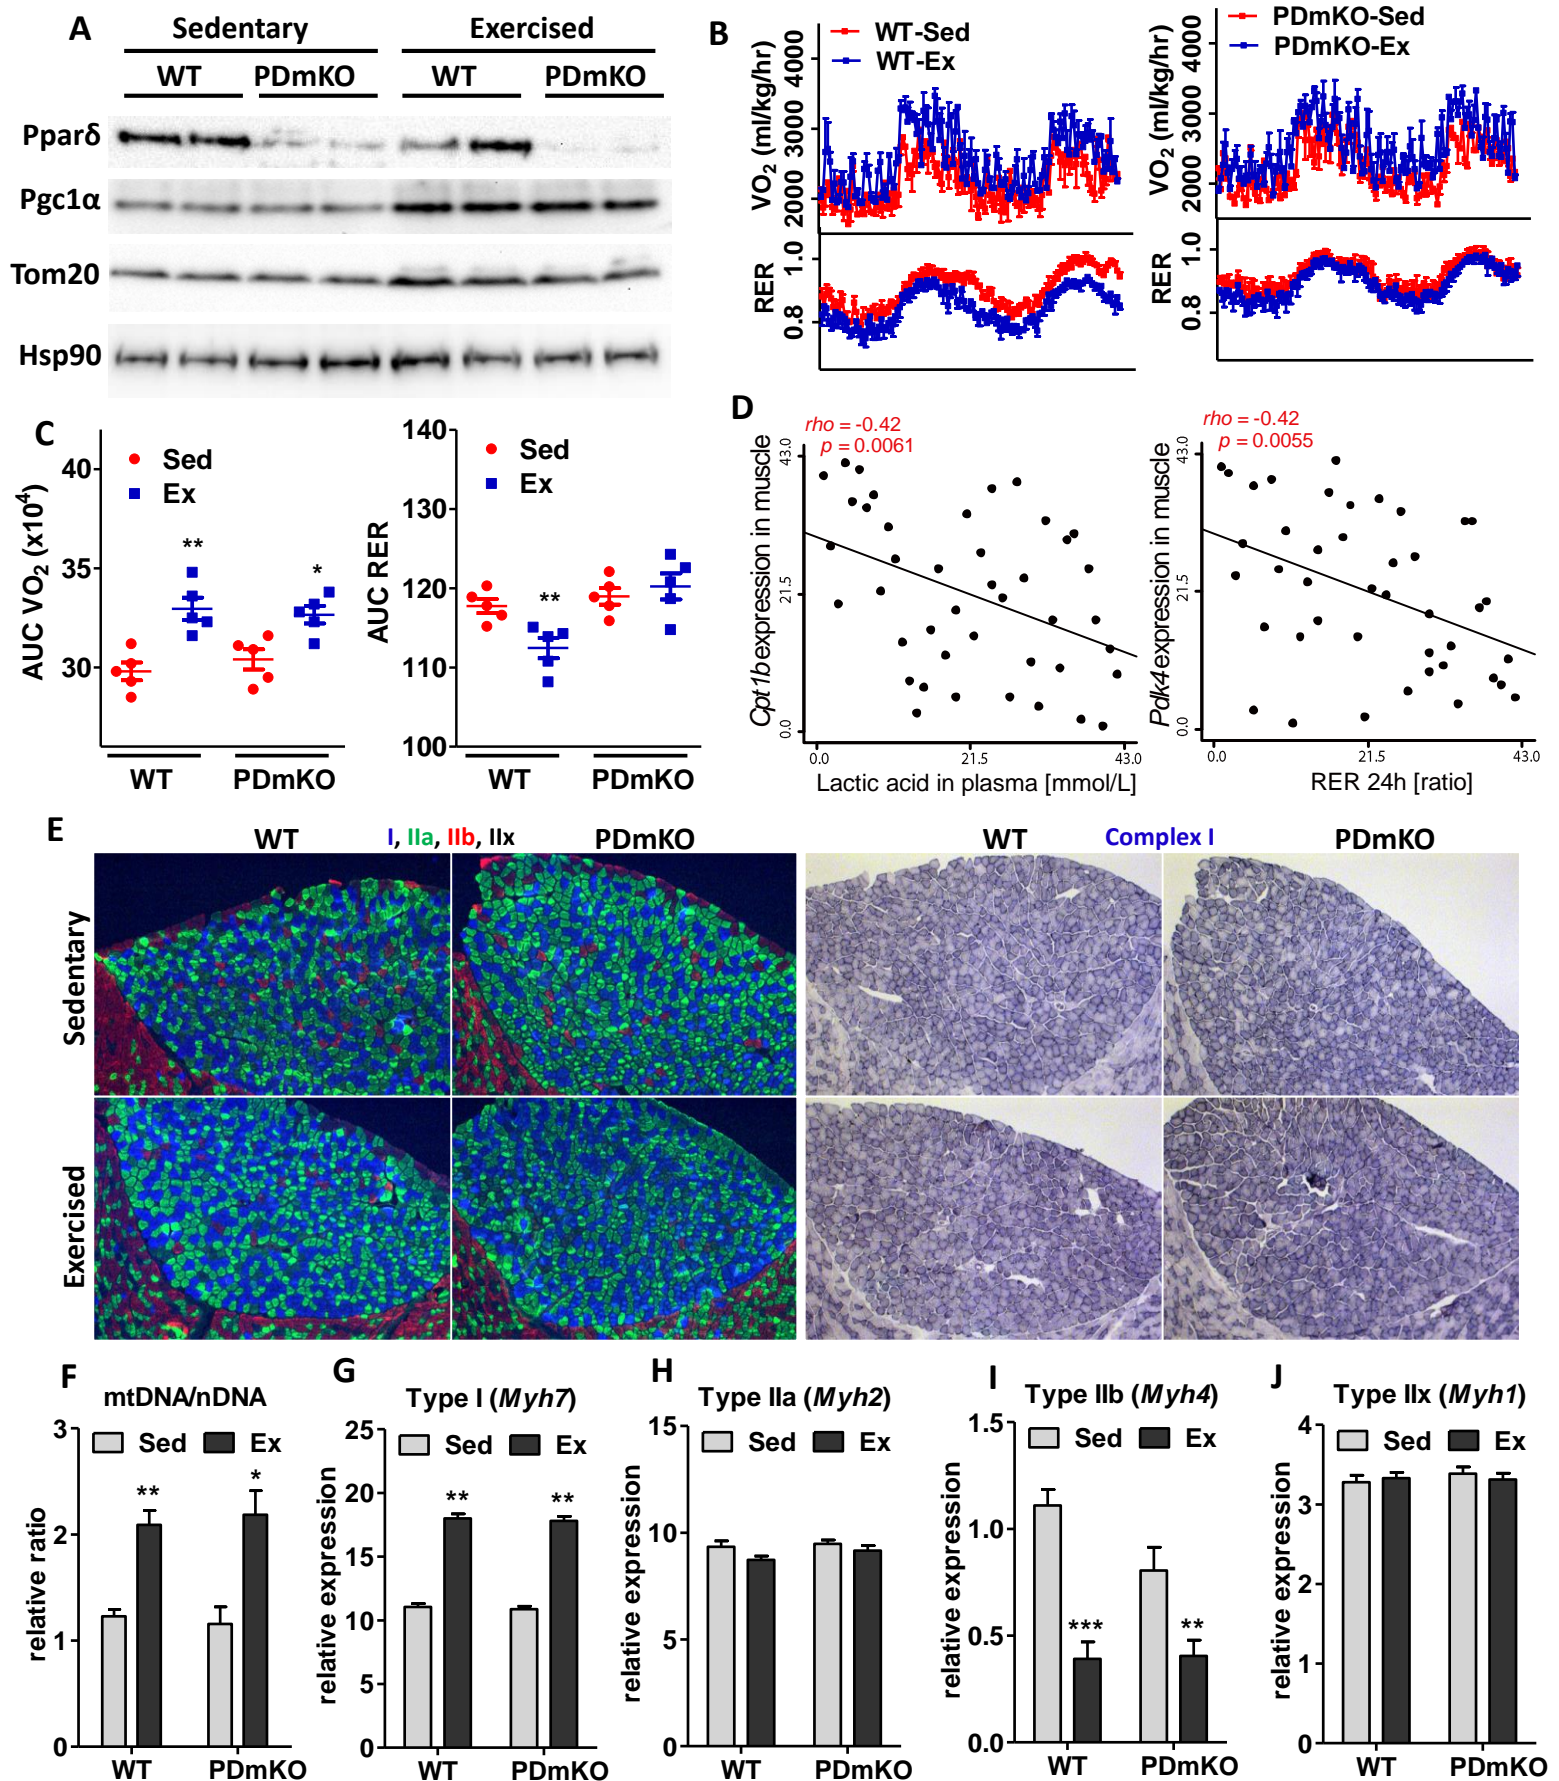 A
Sedentary
Exercised
WT
PDmKO
WT
PDmKO
Pparδ
Pgc1α
Tom20
Hsp90
B
WT-Sed
WT-Ex
VO2 (ml/kg/hr)
4000
3000
2000
RER
1.0
0.8
PDmKO-Sed
PDmKO-Ex
VO2 (ml/kg/hr)
4000
3000
2000
RER
1.0
0.8
C
Sed
Ex
AUC VO2 (x10^4)
40
35
30
**
*
WT
PDmKO
Sed
Ex
AUC RER
140
130
120
110
100
**
WT
PDmKO
D
rho = -0.42
p = 0.0061
Cpt1b expression in muscle
43.0
21.5
0.0
0.0
21.5
43.0
Lactic acid in plasma [mmol/L]
rho = -0.42
p = 0.0055
Pdk4 expression in muscle
43.0
21.5
0.0
0.0
21.5
43.0
RER 24h [ratio]
E
WT
I, IIa, IIb, IIx
PDmKO
WT
Complex I
PDmKO
Sedentary
Exercised
F
mtDNA/nDNA
Sed
Ex
relative ratio
3
2
1
0
**
*
WT
PDmKO
G
Type I (Myh7)
Sed
Ex
relative expression
25
20
15
10
5
0
**
**
WT
PDmKO
H
Type IIa (Myh2)
Sed
Ex
relative expression
15
10
5
0
WT
PDmKO
I
Type IIb (Myh4)
Sed
Ex
relative expression
1.5
1.0
0.5
0.0
***
**
WT
PDmKO
J
Type IIx (Myh1)
Sed
Ex
relative expression
4
3
2
1
0
WT
PDmKO